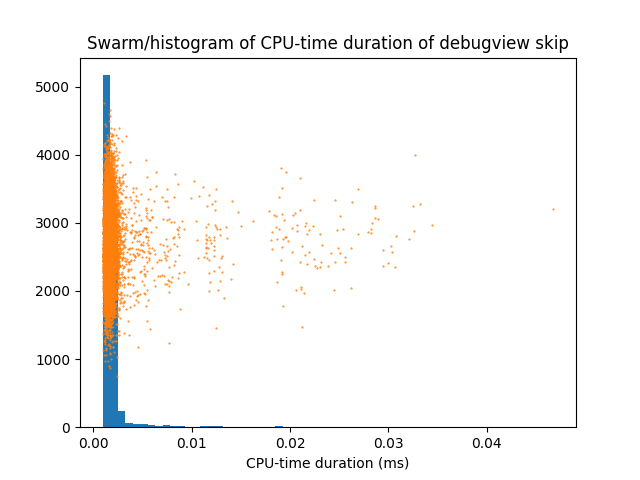 Swarm/histogram of CPU-time duration of debugview skip
5000
4000
3000
2000
1000
0
0.00 0.01 0.02 0.03 0.04
CPU-time duration (ms)